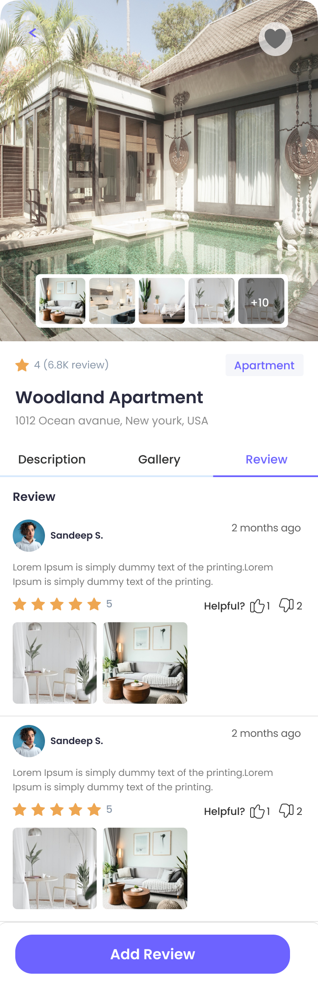 +10
4 (6.8K review)
Apartment
Woodland Apartment
1012 Ocean avanue, New yourk, USA
Description
Gallery
Review
Review
Sandeep S.
2 months ago
Lorem Ipsum is simply dummy text of the printing.Lorem
Ipsum is simply dummy text of the printing.
5
Helpful? 1 2
Sandeep S.
2 months ago
Lorem Ipsum is simply dummy text of the printing.Lorem
Ipsum is simply dummy text of the printing.
5
Helpful? 1 2
Add Review